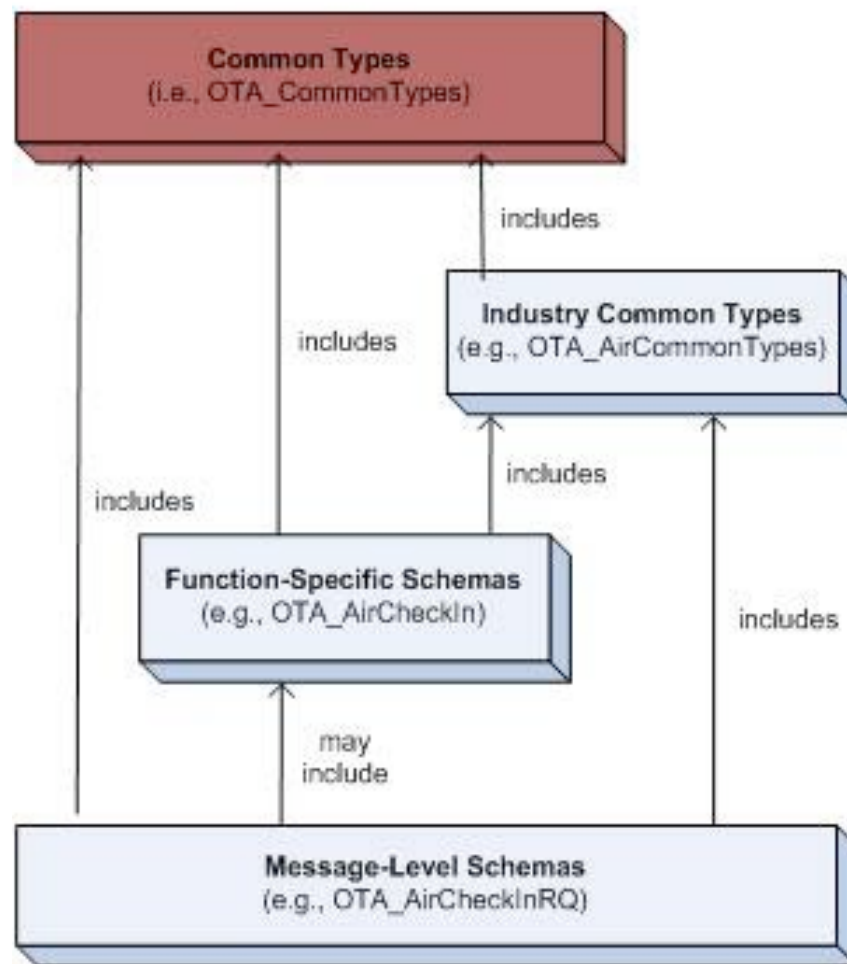 Common Types
(i.e., OTA_CommonTypes)
includes
Industry Common Types
(e.g., OTA_AirCommonTypes)
includes
includes
includes
Function-Specific Schemas
(e.g., OTA_AirCheckIn)
includes
may
include
Message-Level Schemas
(e.g., OTA_AirCheckInRQ)